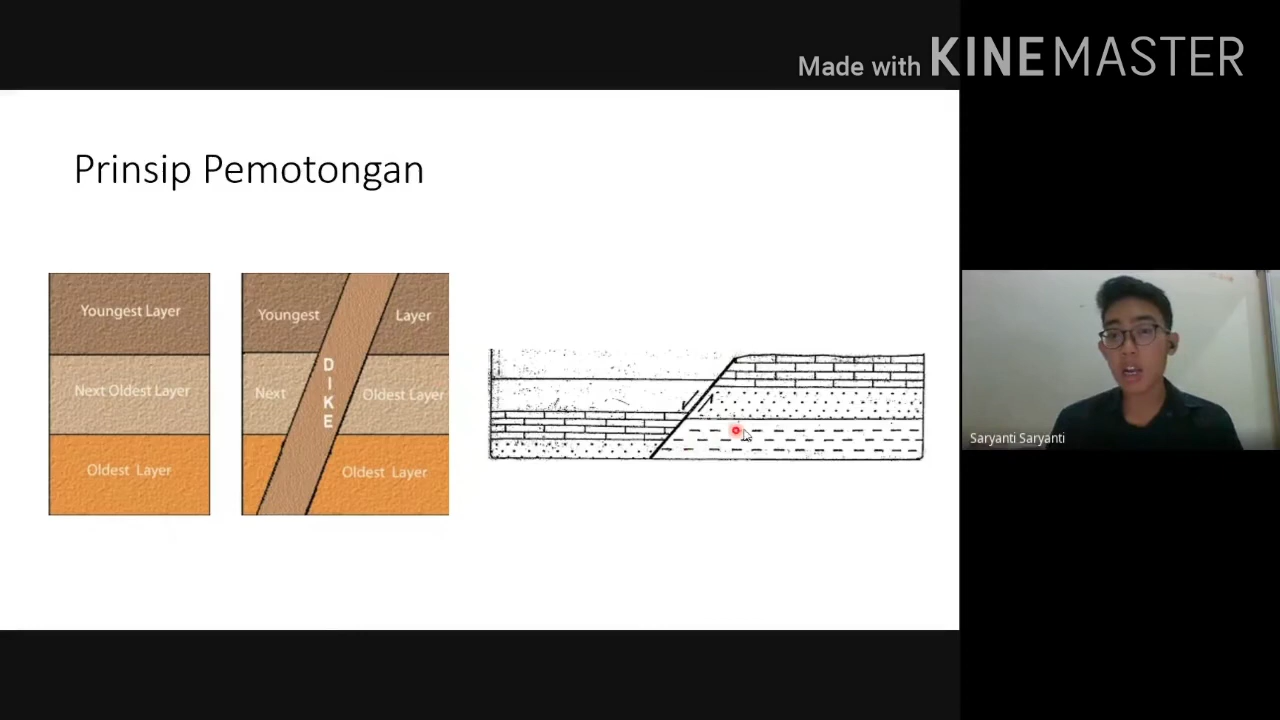 Made with KINEMASTER
Prinsip Pemotongan
Youngest Layer
Next Oldest Layer
Oldest Layer
Youngest Layer
Next Oldest Layer
Oldest Layer
DIKE
Saryanti Saryanti